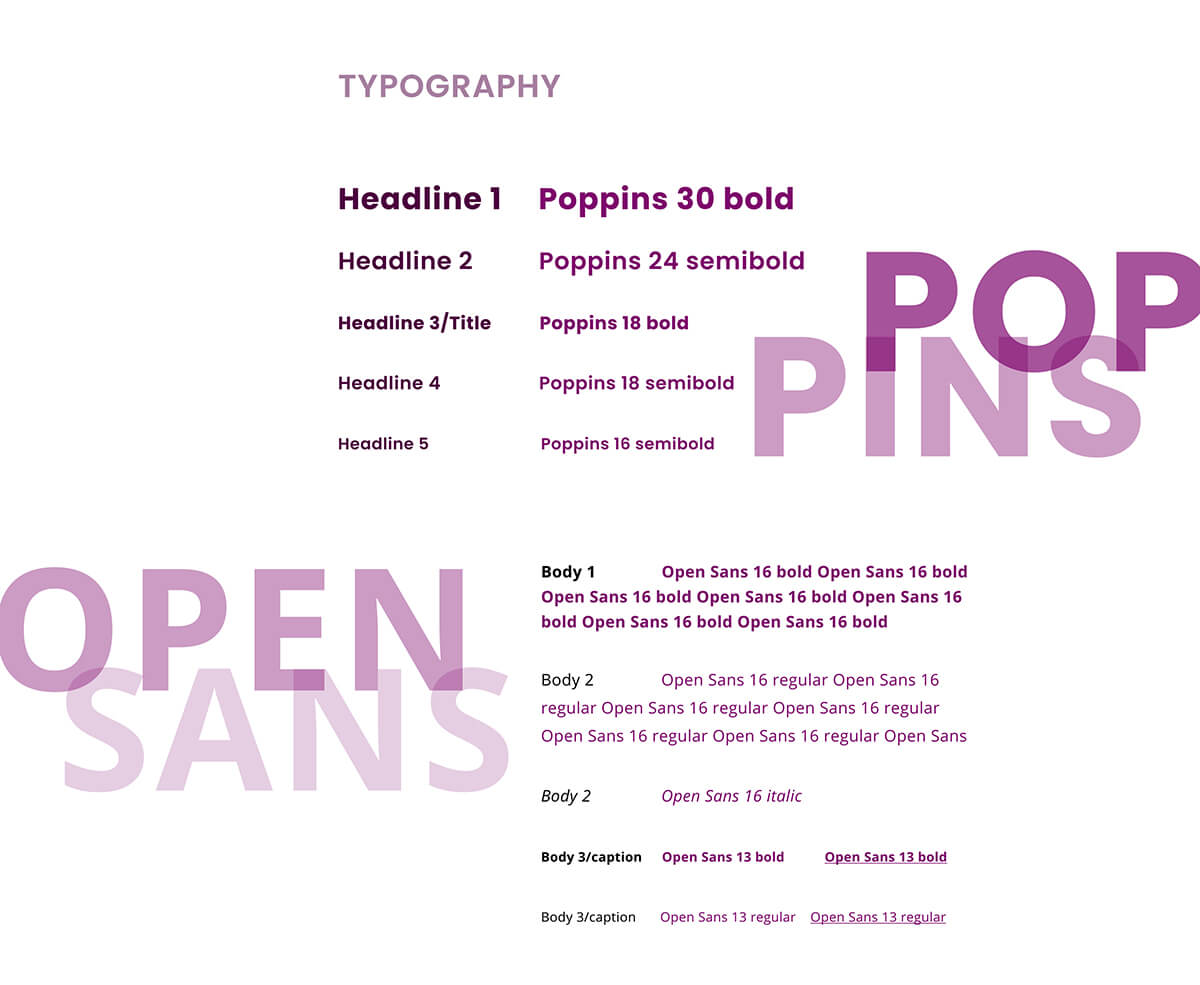 TYPOGRAPHY
Headline 1 Poppins 30 bold
Headline 2 Poppins 24 semibold
Headline 3/Title Poppins 18 bold
Headline 4 Poppins 18 semibold
Headline 5 Poppins 16 semibold
POP
PINS
OPEN
SANS
Body 1 Open Sans 16 bold Open Sans 16 bold
Open Sans 16 bold Open Sans 16 bold Open Sans 16
bold Open Sans 16 bold Open Sans 16 bold
Body 2 Open Sans 16 regular Open Sans 16
regular Open Sans 16 regular Open Sans 16 regular
Open Sans 16 regular Open Sans 16 regular Open Sans
Body 2 Open Sans 16 italic
Body 3/caption Open Sans 13 bold Open Sans 13 bold
Body 3/caption Open Sans 13 regular Open Sans 13 regular